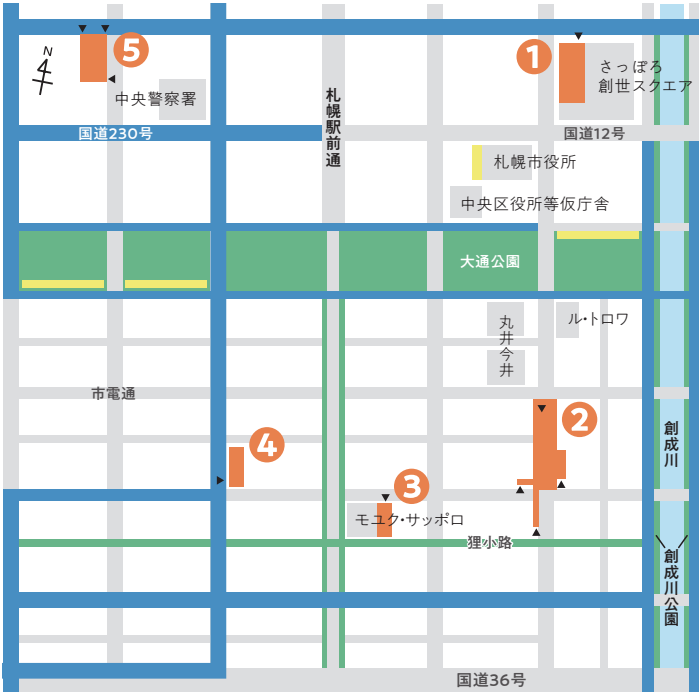 N
5
中央警察署
札幌駅前通
1
さっぽろ
創世スクエア
国道230号
国道12号
札幌市役所
中央区役所等仮庁舎
大通公園
丸井今井
ル・トロワ
市電通
2
創成川
4
3
モユク・サッポロ
狸小路
創成川公園
国道36号